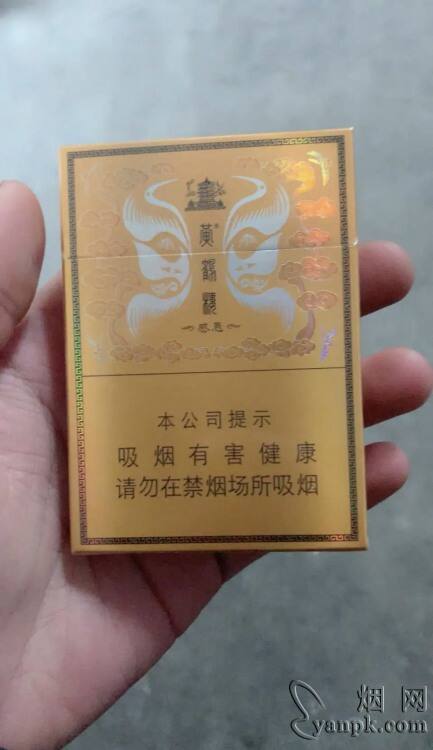 黄
鹤
楼
感恩
本公司提示
吸烟有害健康
请勿在禁烟场所吸烟
烟网
yanpk.com